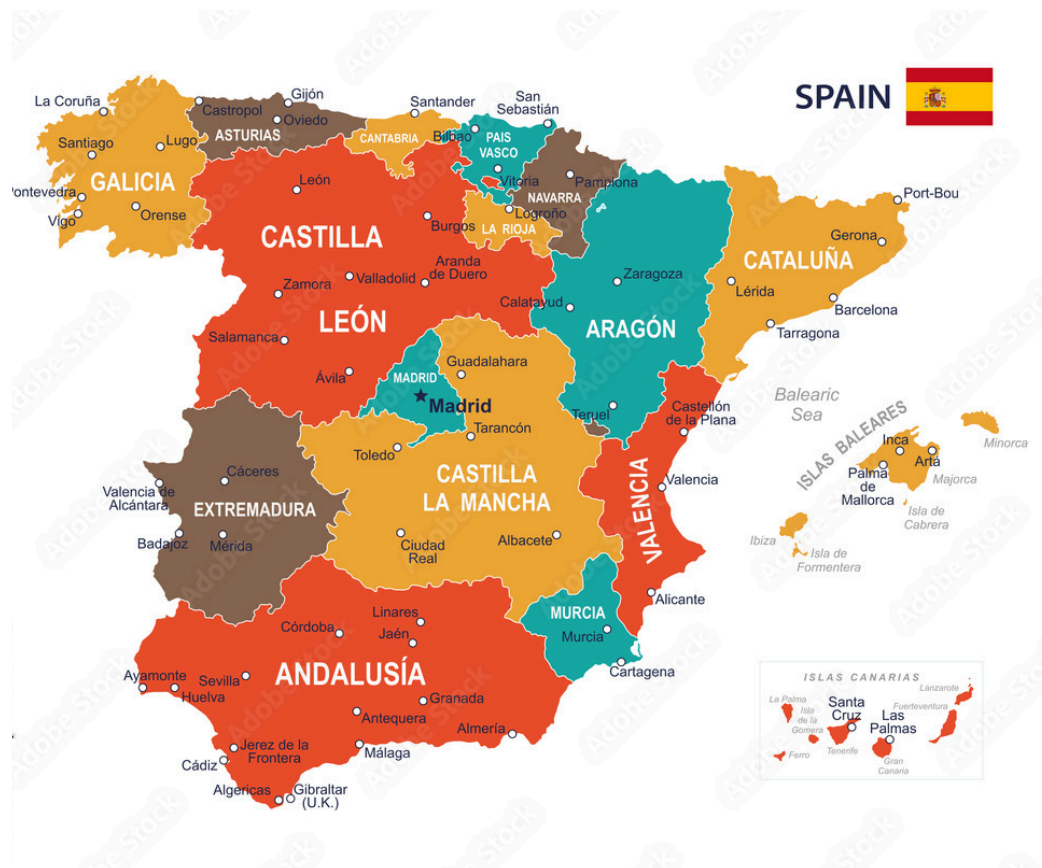 SPAIN
La Coruña
Castropol
Gijón
Oviedo
ASTURIAS
Santander
CANTABRIA
Bilbao
San
Sebastián
PAIS
VASCO
Vitoria
Pamplona
NAVARRA
Santiago
Lugo
GALICIA
ontevedra
Vigo
Orense
León
CASTILLA
LEÓN
Burgos
Logroño
LA RIOJA
Zamora
Valladolid
Aranda
de Duero
Salamanca
Ávila
Calatayud
Zaragoza
ARAGÓN
Teruel
Port-Bou
Gerona
CATALUÑA
Lérida
Barcelona
Tarragona
MADRID
Madrid
Guadalahara
Tarancón
Toledo
CASTILLA
LA MANCHA
Ciudad
Real
Albacete
Castellón
de la Plana
VALENCIA
Valencia
Alicante
Balearic
Sea
ISLAS BALEARES
Inca
Artá
Palma
de
Mallorca
Minorca
Majorca
Isla de
Cabrera
Ibiza
Isla de
Formentera
Cáceres
Valencia de
Alcántara
EXTREMADURA
Badajoz
Mérida
MURCIA
Murcia
Cartagena
Linares
Córdoba
Jaén
ANDALUSÍA
Ayamonte
Huelva
Sevilla
Granada
Antequera
Almería
Jerez de la
Frontera
Cádiz
Málaga
Algericas
Gibraltar
(U.K.)
ISLAS CANARIAS
La Palma
Isla
de la
Gomera
Ferro
Santa
Cruz
Tenerife
Las
Palmas
Gran
Canaria
Lanzarote
Fuerteventura
Adobe Stock